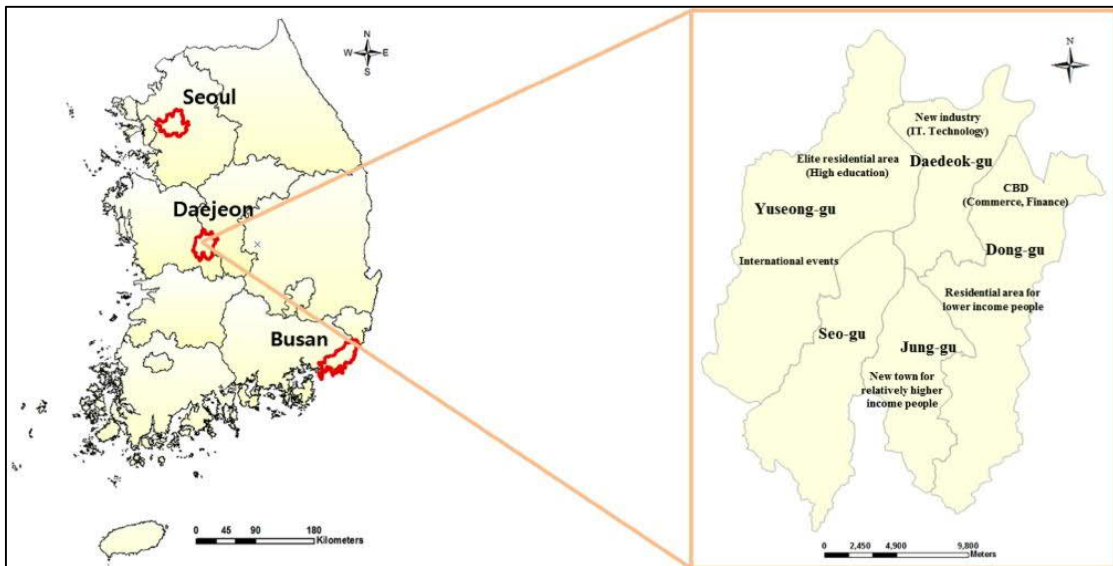 N
W E
S
Seoul
Daejeon
Busan
0 45 90 180
Kilometers
N
New industry
(IT. Technology)
Elite residential area
(High education)
Daedeok-gu
CBD
(Commerce, Finance)
Yuseong-gu
Dong-gu
International events
Residential area for
lower income people
Seo-gu
Jung-gu
New town for
relatively higher
income people
0 2,450 4,900 9,800
Meters